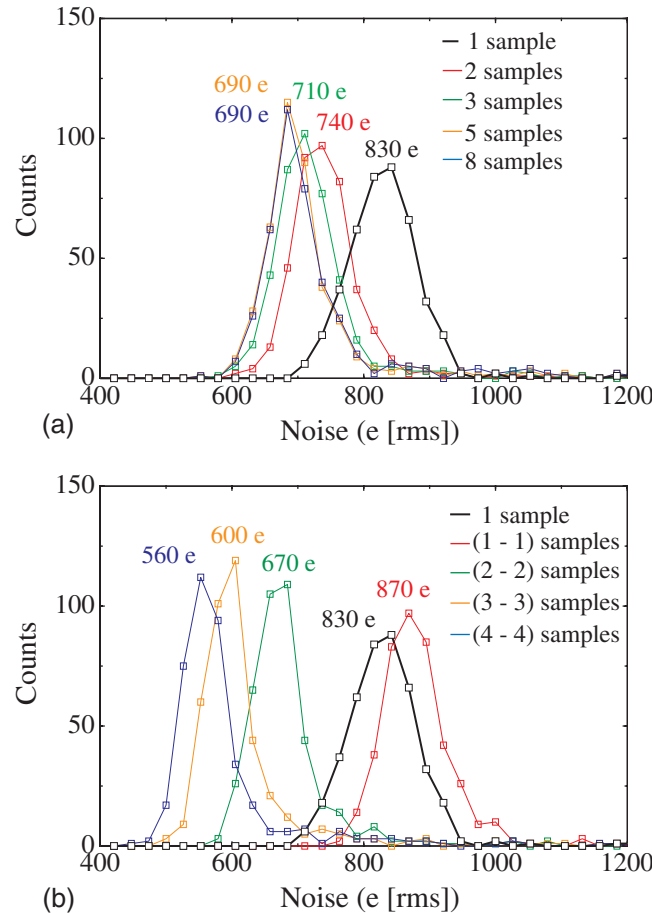 150
1 sample
2 samples
3 samples
5 samples
8 samples
690 e
710 e
690 e
740 e
830 e
100
Counts
50
0
400
600
800
1000
1200
(a)
Noise (e [rms])
150
1 sample
(1 - 1) samples
(2 - 2) samples
(3 - 3) samples
(4 - 4) samples
560 e
600 e
670 e
830 e
870 e
100
Counts
50
0
400
600
800
1000
1200
(b)
Noise (e [rms])